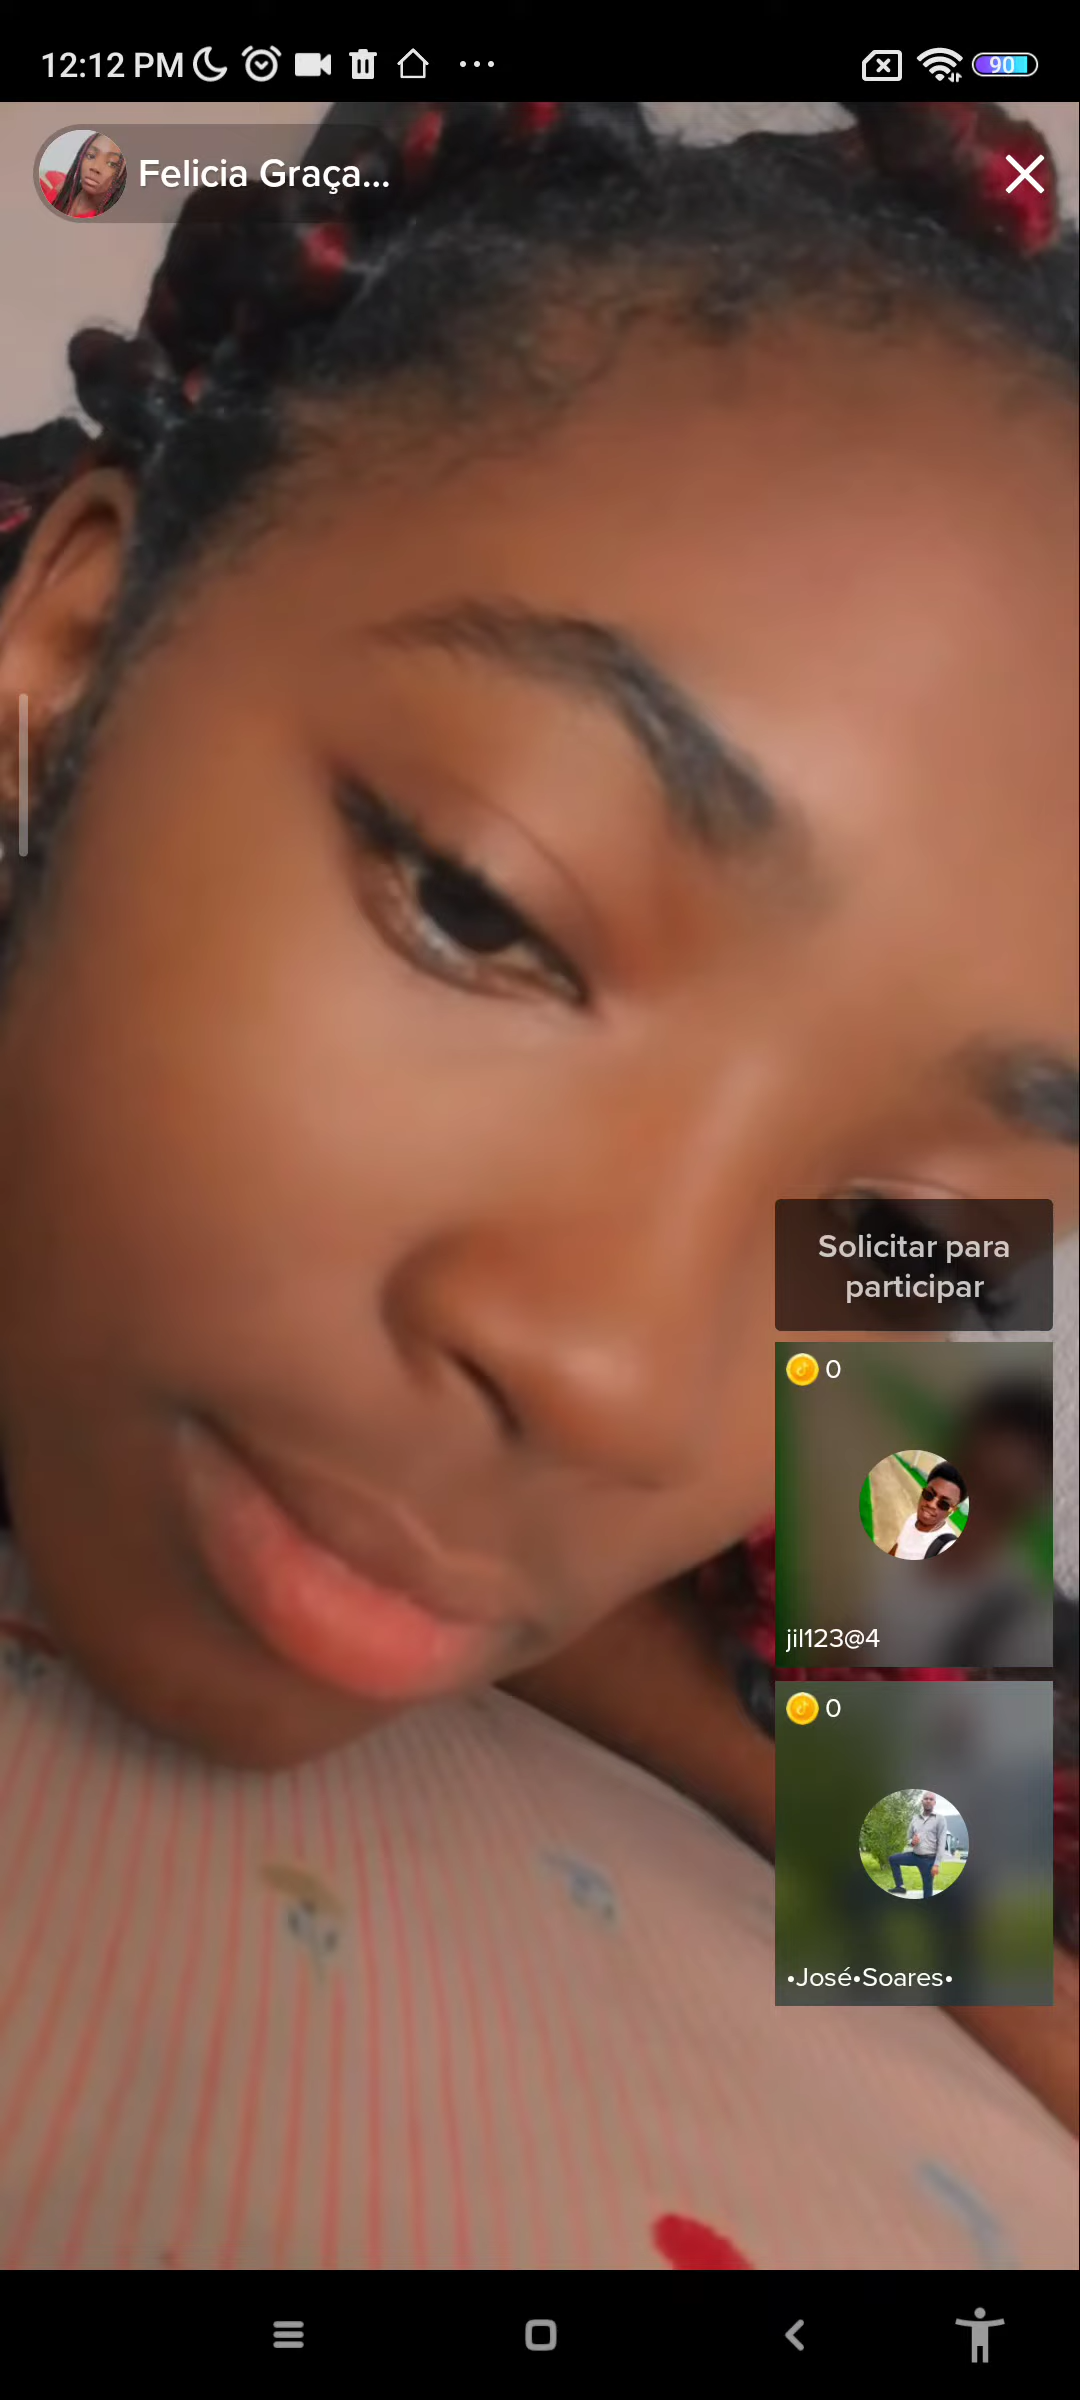 12:12 PM
90
Felicia Graça...
Solicitar para
participar
0
jil123@4
0
•José•Soares•